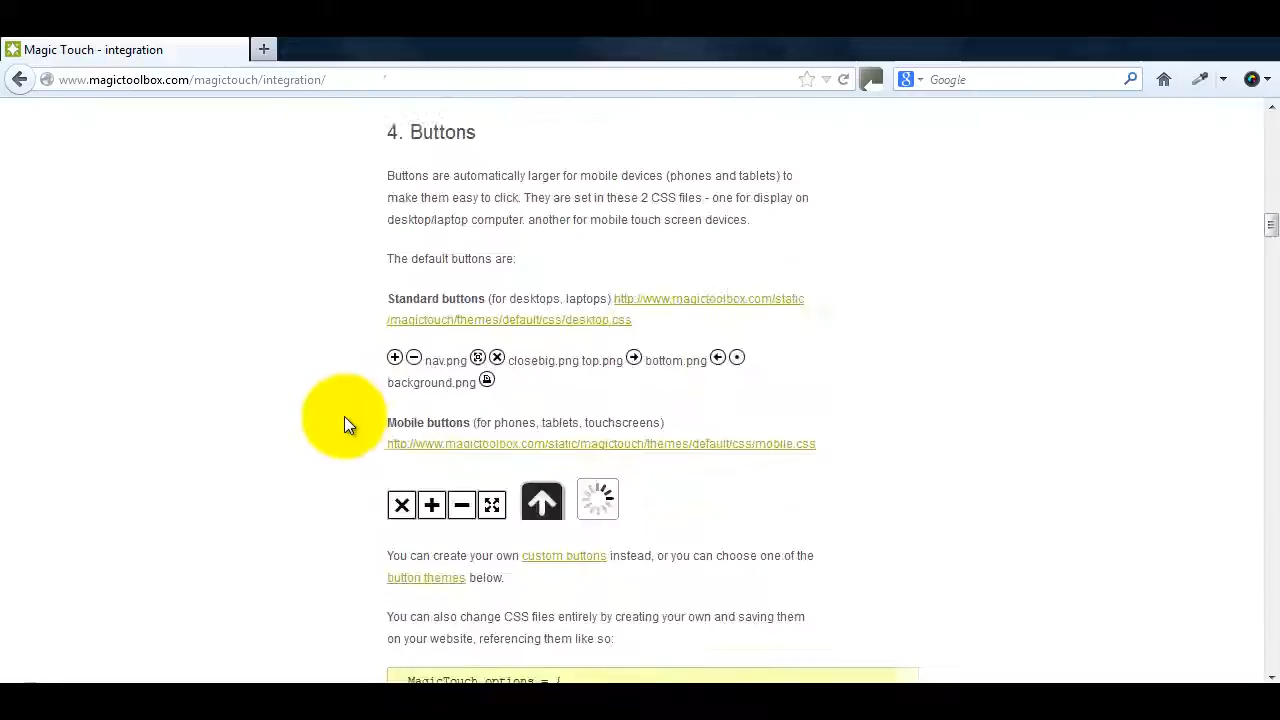 Magic Touch - integration
www.magictoolbox.com/magictouch/integration/
Google
4. Buttons
Buttons are automatically larger for mobile devices (phones and tablets) to
make them easy to click. They are set in these 2 CSS files - one for display on
desktop/laptop computer. another for mobile touch screen devices.
The default buttons are:
Standard buttons (for desktops, laptops) http://www.magictoolbox.com/static
/magictouch/themes/default/css/desktop.css
nav.png closebig.png top.png bottom.png
background.png
Mobile buttons (for phones, tablets, touchscreens)
http://www.magictoolbox.com/static/magictouch/themes/default/css/mobile.css
You can create your own custom buttons instead, or you can choose one of the
button themes below.
You can also change CSS files entirely by creating your own and saving them
on your website, referencing them like so:
MagicTouch.options = {